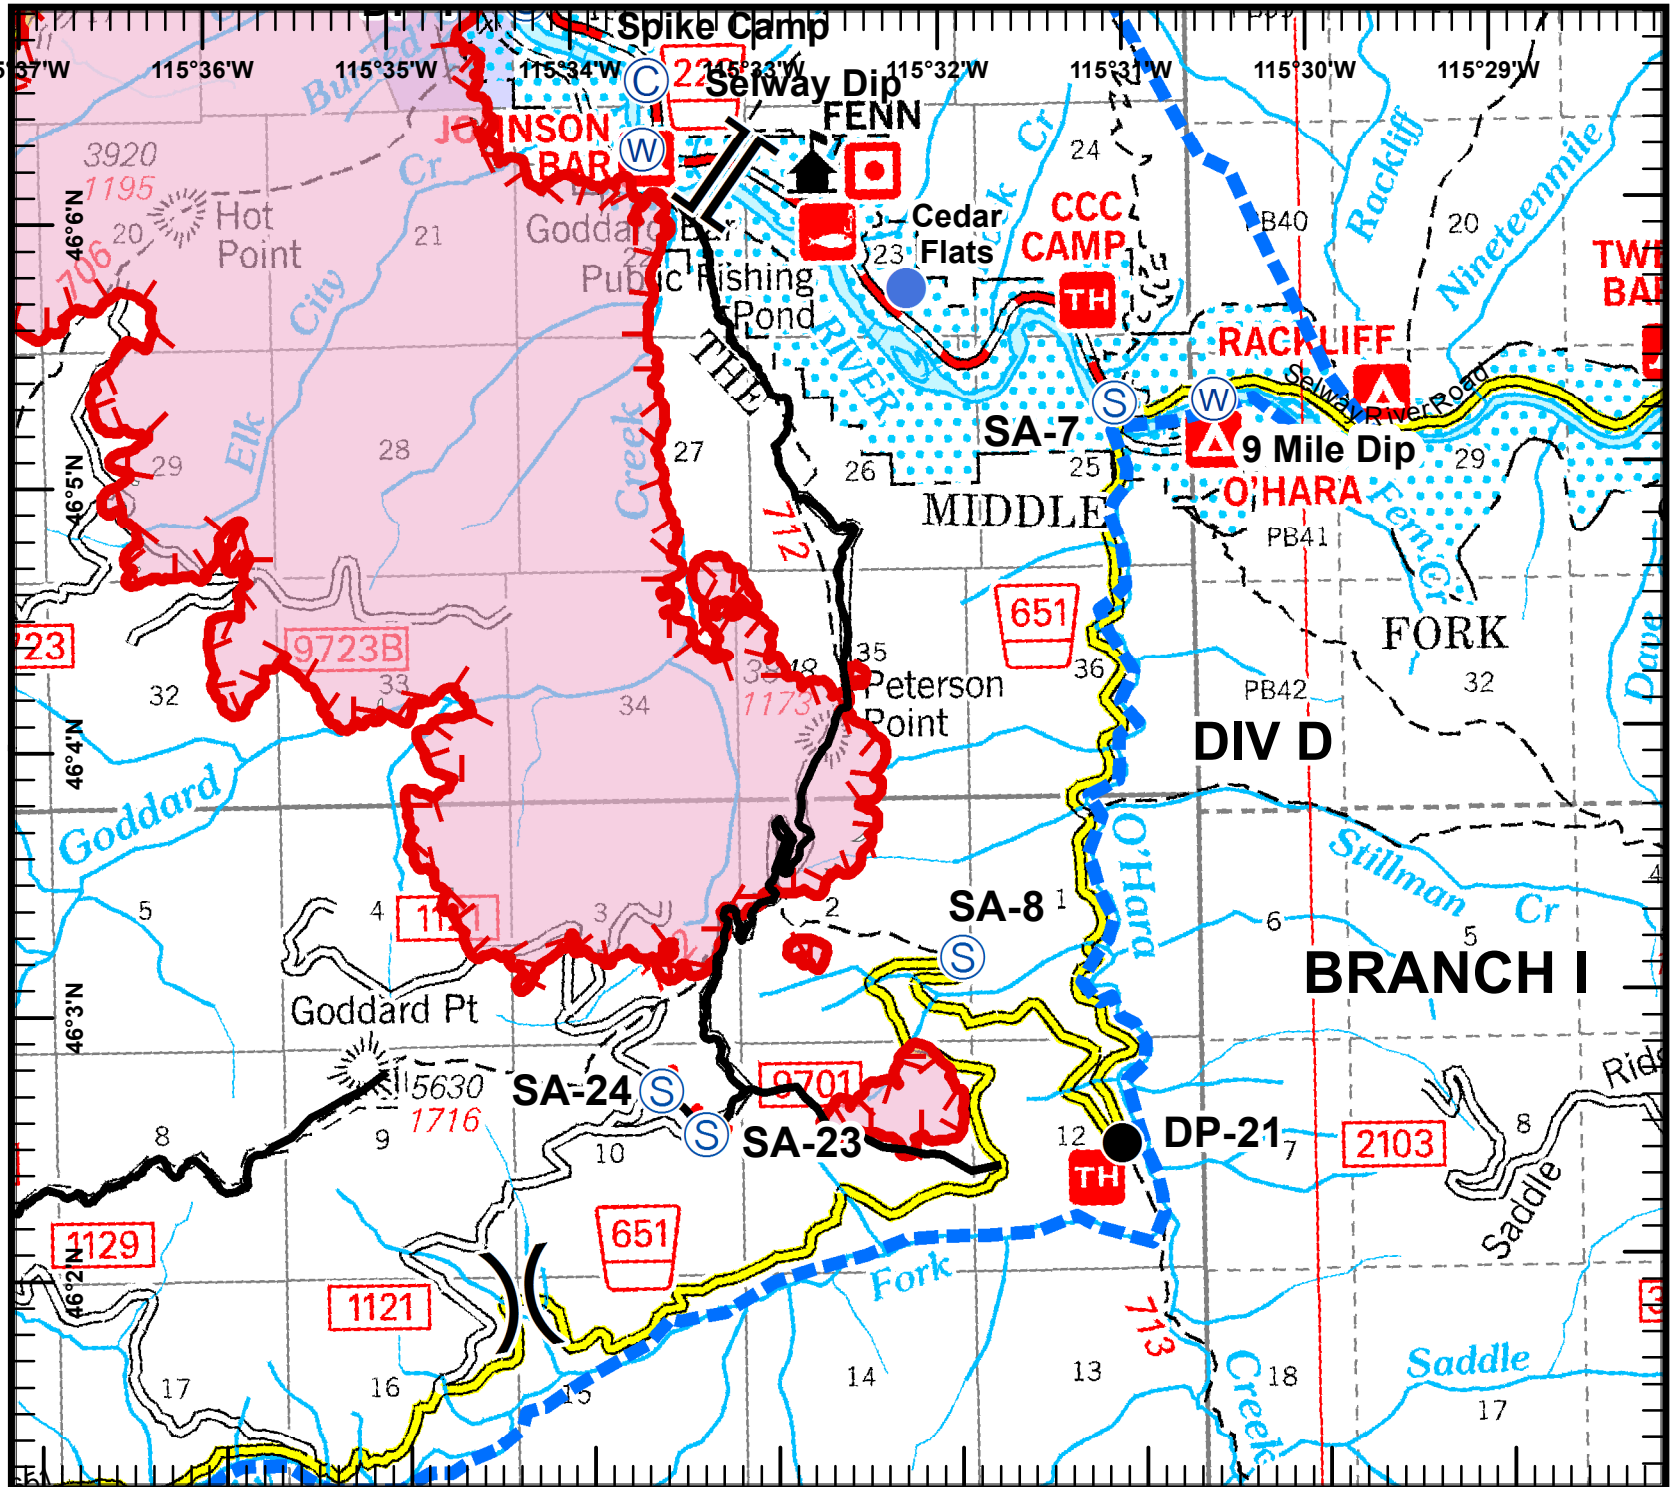 Spike Camp
115°36'W
115°35'W
115°34'W
115°33'W
115°32'W
115°31'W
115°30'W
115°29'W
C
Selway Dip
FENN
W
BAR
3920
1195
Hot
Point
20
21
Cr
Cr
24
Rackliff
Nineteenmile
20
PB40
46°6'N
706
City
Elk
Creek
Public Fishing
Pond
23
Cedar
Flats
CCC
CAMP
TH
RIVER
THE
RACKLIFF
Selway River Road
S
W
SA-7
9 Mile Dip
O'HARA
29
28
27
26
25
29
46°5'N
MIDDLE
712
PB41
Fern Cr
FORK
651
23
9723B
32
33
34
35
36
PB42
32
Dave
1173
Peterson
Point
DIV D
46°4'N
Goddard
O'Hara
Stillman
Cr
5
4
3
2
1
6
5
4
SA-8
S
BRANCH I
46°3'N
Goddard Pt
5630
1716
SA-24
S
S
SA-23
9701
12
DP-21
7
2103
8
Saddle
TH
8
9
10
1129
651
1121
46°2'N
Fork
713
Creek
Saddle
17
16
15
14
13
18
17